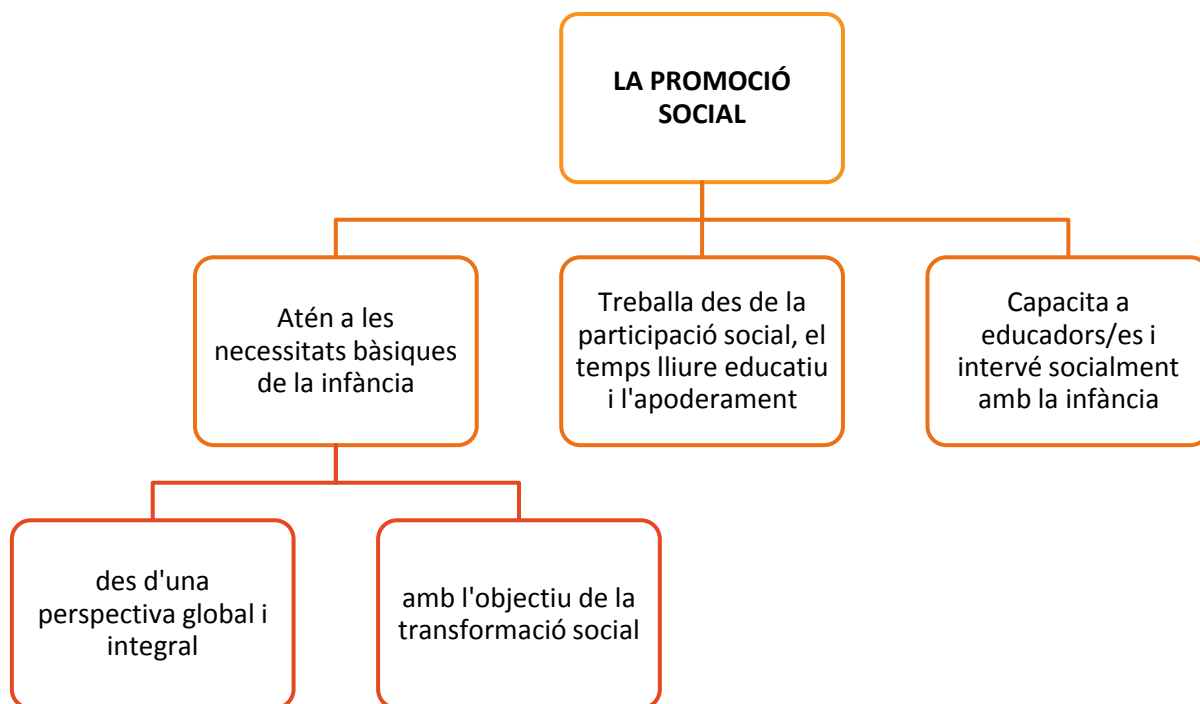 LA PROMOCIÓ
SOCIAL
Atén a les
necessitats bàsiques
de la infància
Treballa des de la
participació social, el
temps lliure educatiu
i l'apoderament
Capacita a
educadors/es i
intervé socialment
amb la infància
des d'una
perspectiva global i
integral
amb l'objectiu de la
transformació social